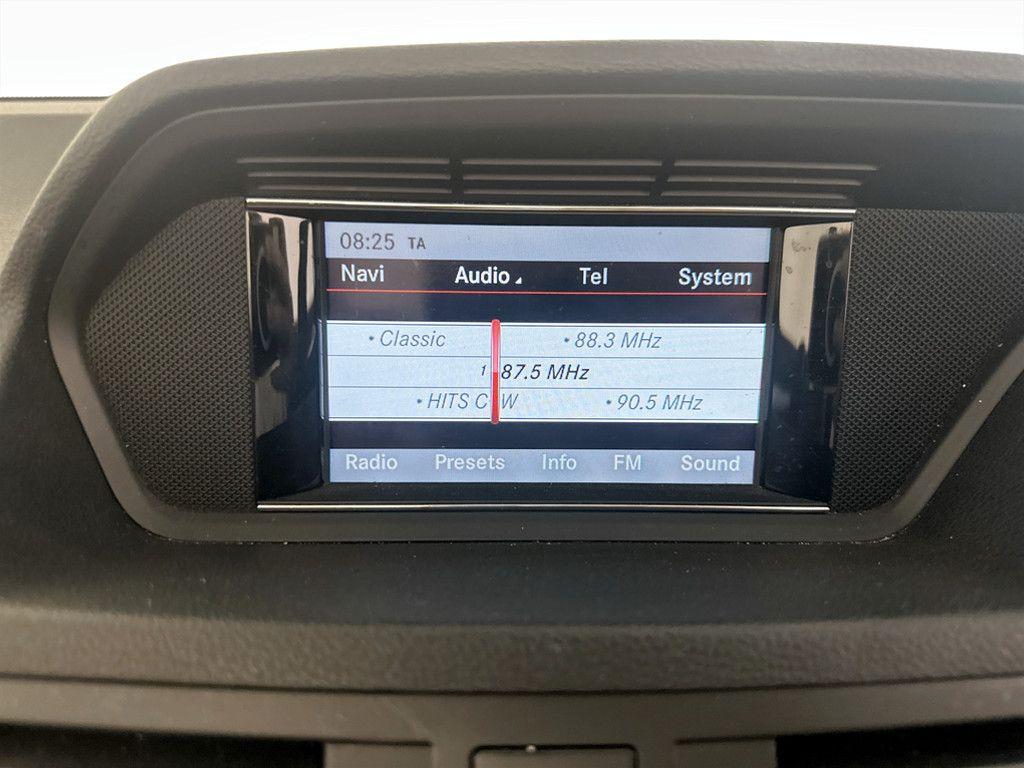 08:25 TA
Navi Audio Tel System
• Classic • 88.3 MHz
1 87.5 MHz
• HITS C W • 90.5 MHz
Radio Presets Info FM Sound